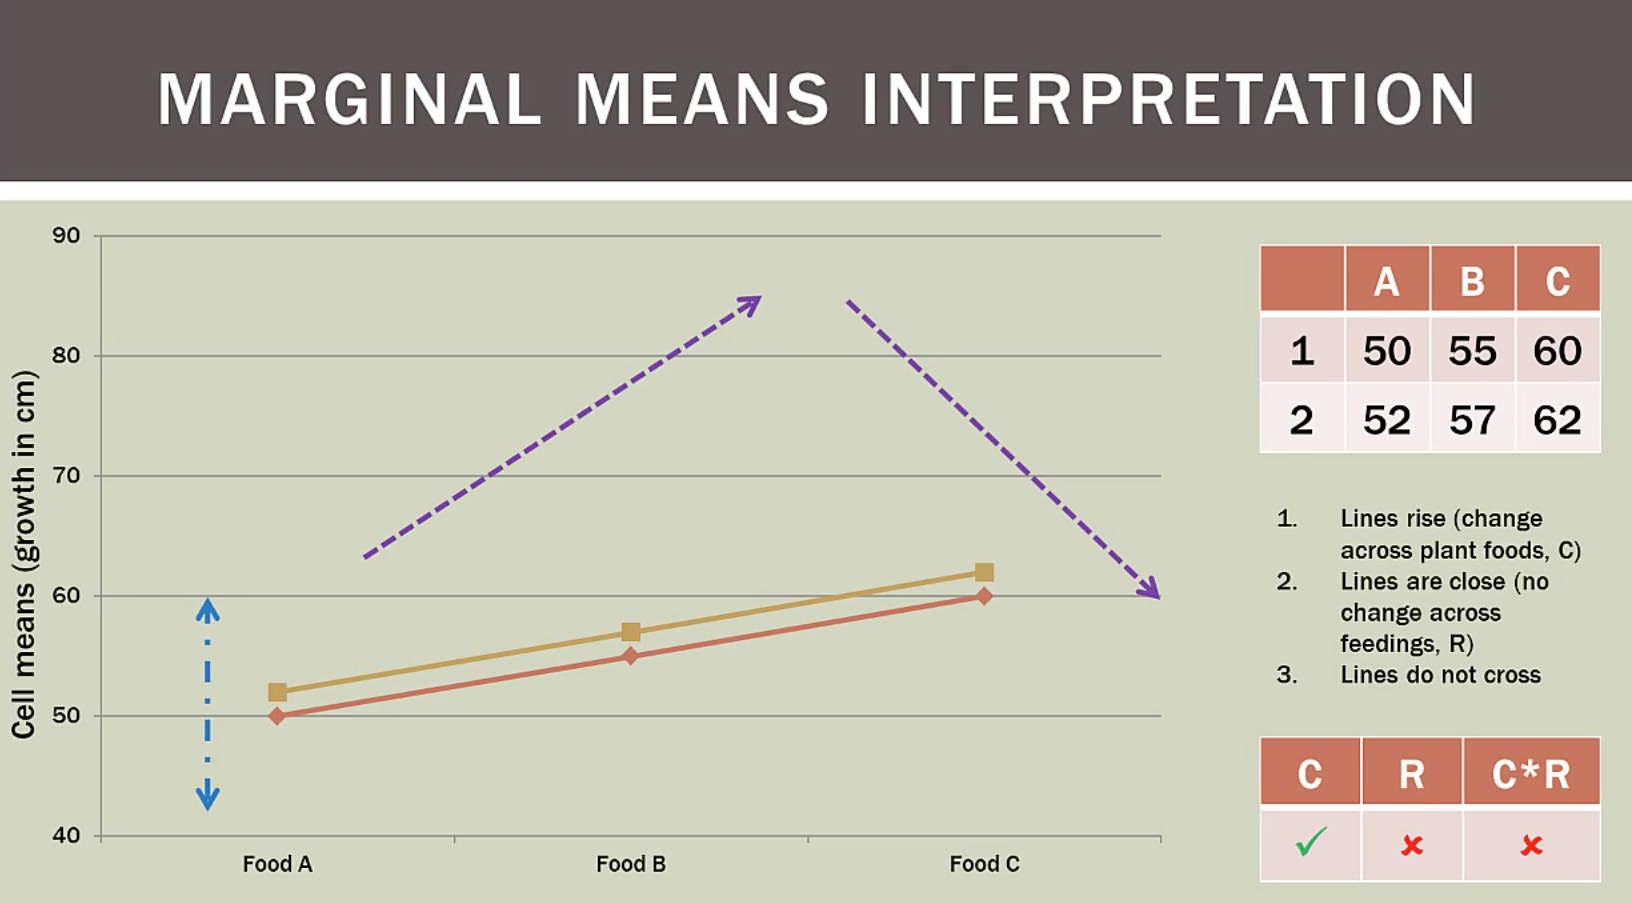 MARGINAL MEANS INTERPRETATION
Cell means (growth in cm)
90
80
70
60
50
40
Food A Food B Food C
A B C
1 50 55 60
2 52 57 62
1. Lines rise (change
across plant foods, C)
2. Lines are close (no
change across
feedings, R)
3. Lines do not cross
C R C*R
✓ ✘ ✘